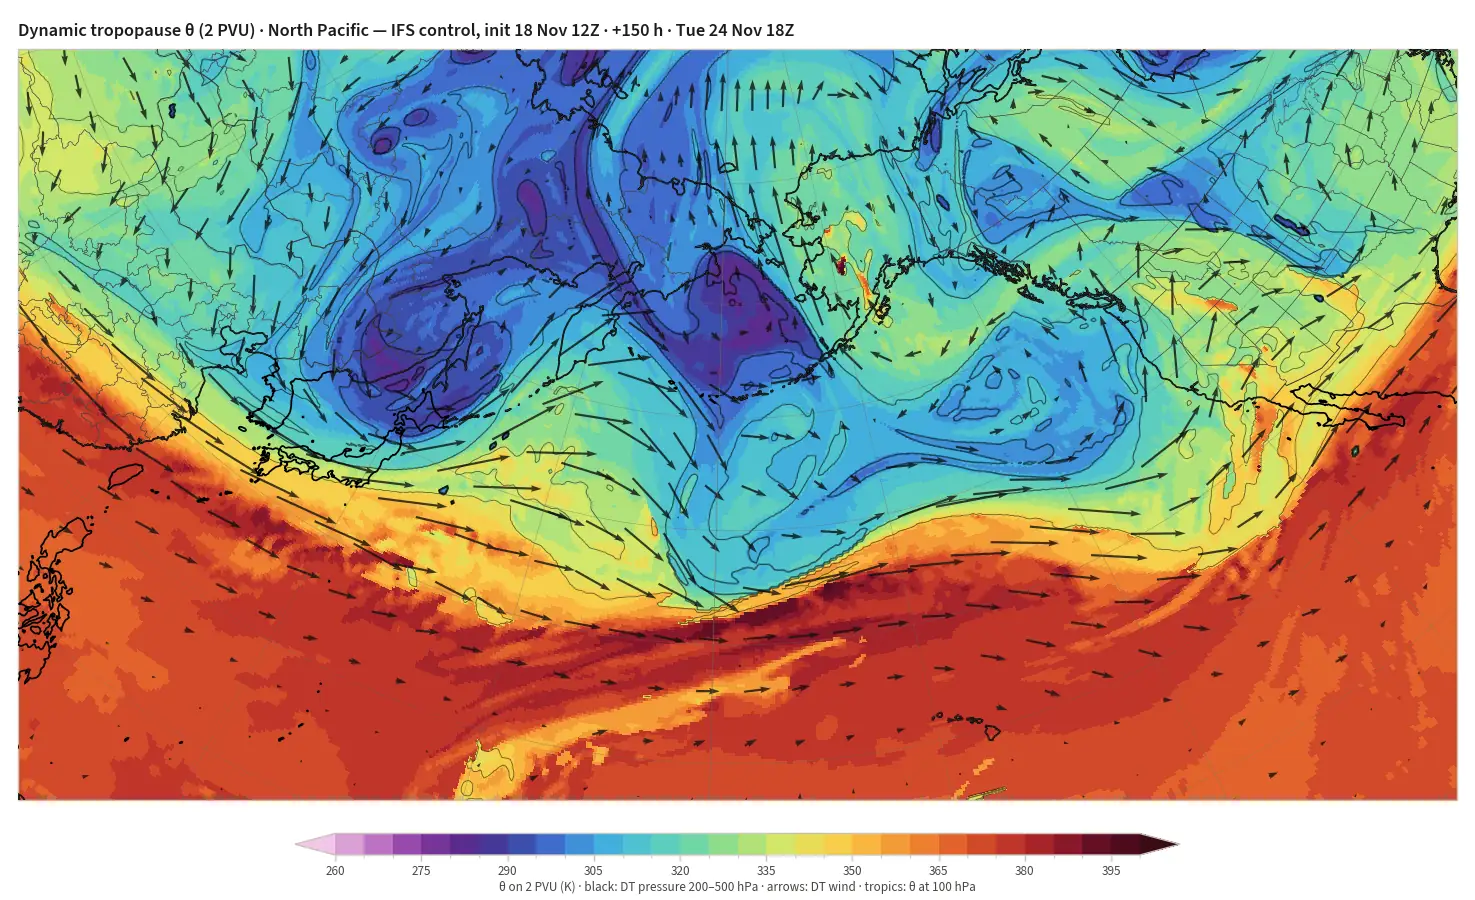 Dynamic tropopause θ (2 PVU) · North Pacific — IFS control, init 18 Nov 12Z · +150 h · Tue 24 Nov 18Z
260 275 290 305 320 335 350 365 380 395
θ on 2 PVU (K) · black: DT pressure 200–500 hPa · arrows: DT wind · tropics: θ at 100 hPa